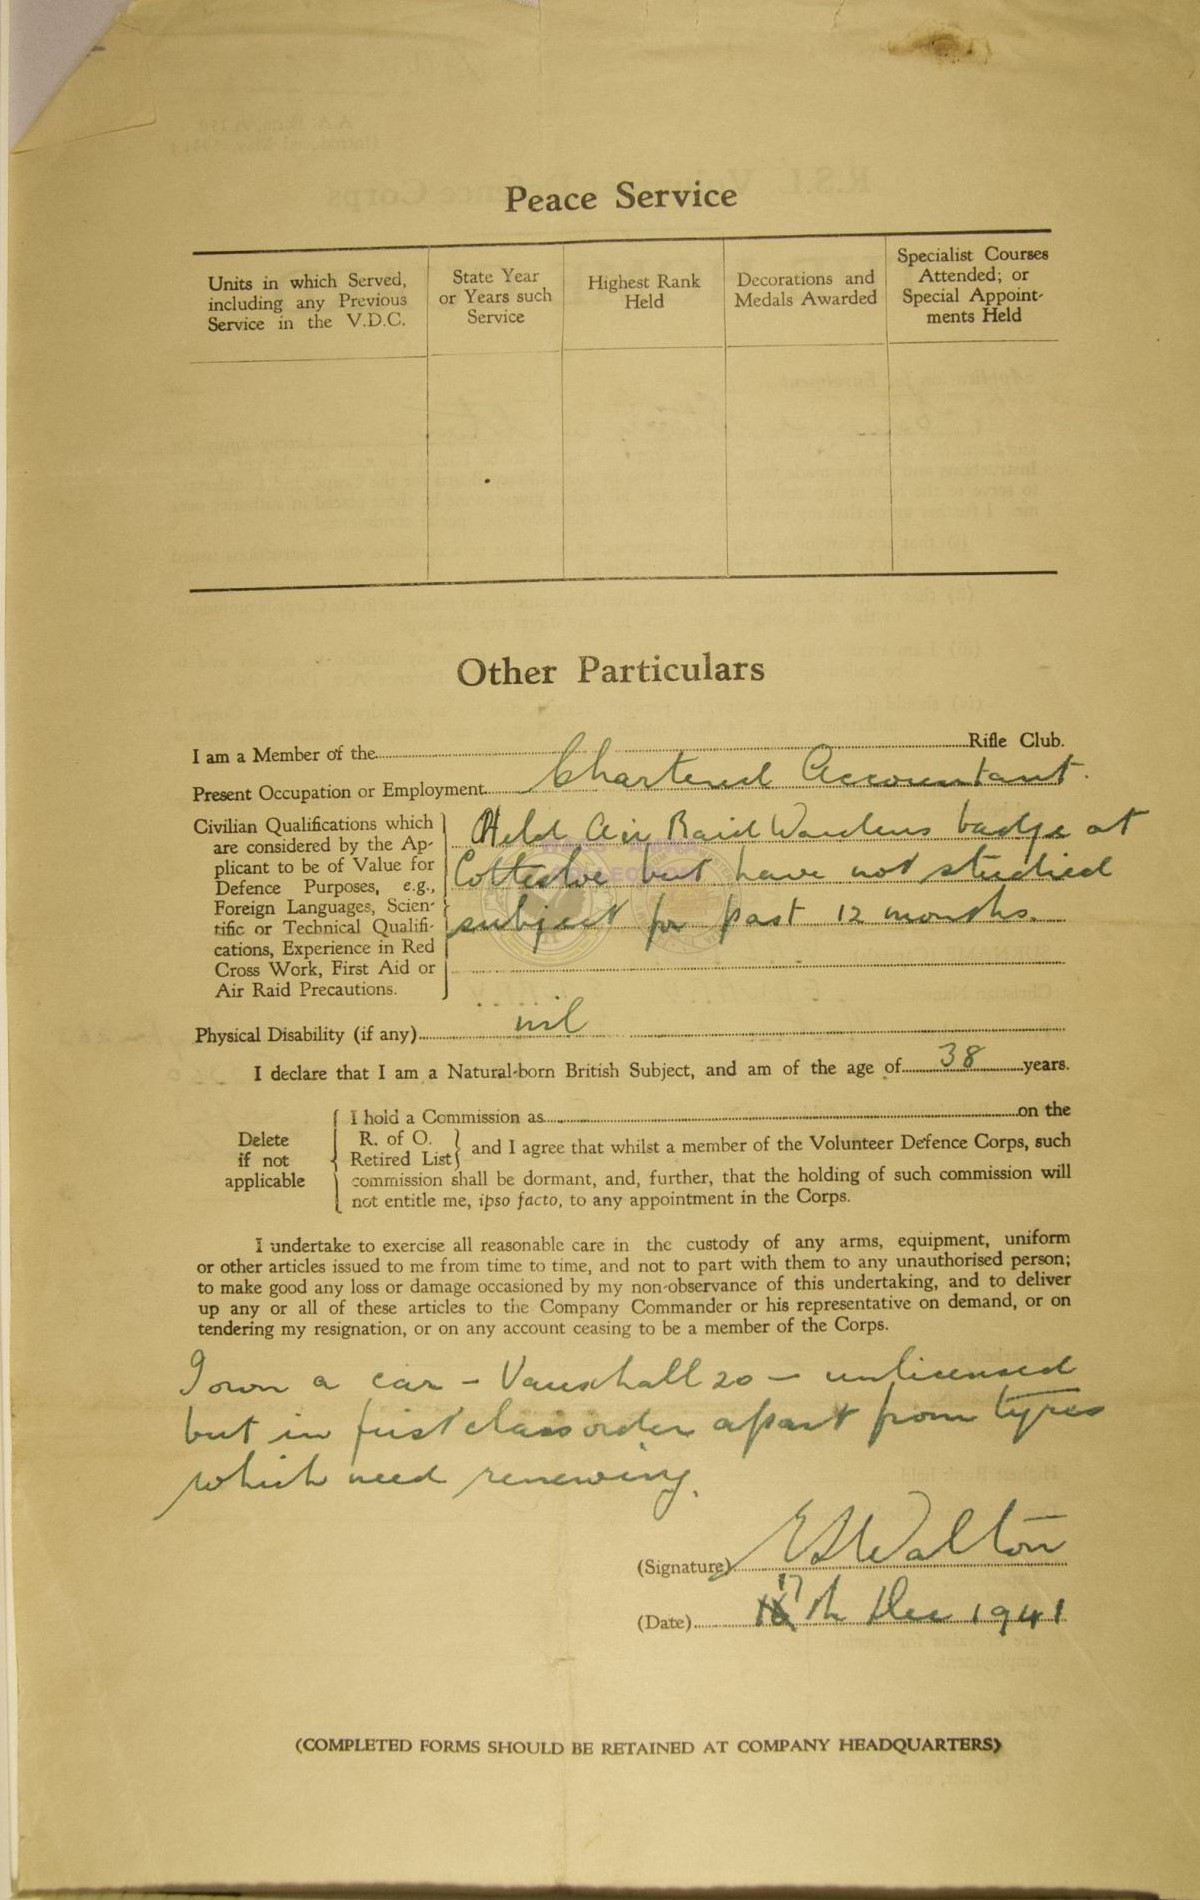 Peace Service
Units in which Served,
including any Previous
Service in the V.D.C.
State Year
or Years such
Service
Highest Rank
Held
Decorations and
Medals Awarded
Specialist Courses
Attended; or
Special Appoint-
ments Held
Other Particulars
I am a Member of the Rifle Club.
Present Occupation or Employment Chartered Accountant.
Civilian Qualifications which
are considered by the Ap-
plicant to be of Value for
Defence Purposes, e.g.,
Foreign Languages, Scien-
tific or Technical Qualifi-
cations, Experience in Red
Cross Work, First Aid or
Air Raid Precautions.
Held Air Raid Wardens badge at
Cottesloe but have not studied
subject for past 12 months.
Physical Disability (if any) nil
I declare that I am a Natural-born British Subject, and am of the age of 38 years.
Delete
if not
applicable
I hold a Commission as on the
R. of O.
Retired List
and I agree that whilst a member of the Volunteer Defence Corps, such
commission shall be dormant, and, further, that the holding of such commission will
not entitle me, ipso facto, to any appointment in the Corps.
I undertake to exercise all reasonable care in the custody of any arms, equipment, uniform
or other articles issued to me from time to time, and not to part with them to any unauthorised person;
to make good any loss or damage occasioned by my non-observance of this undertaking, and to deliver
up any or all of these articles to the Company Commander or his representative on demand, or on
tendering my resignation, or on any account ceasing to be a member of the Corps.
I own a car - Vauxhall 20 - unlicensed
but in first class order apart from tyres
which need renewing.
(Signature) ESWalton
(Date) 17th Dec 1941
(COMPLETED FORMS SHOULD BE RETAINED AT COMPANY HEADQUARTERS)